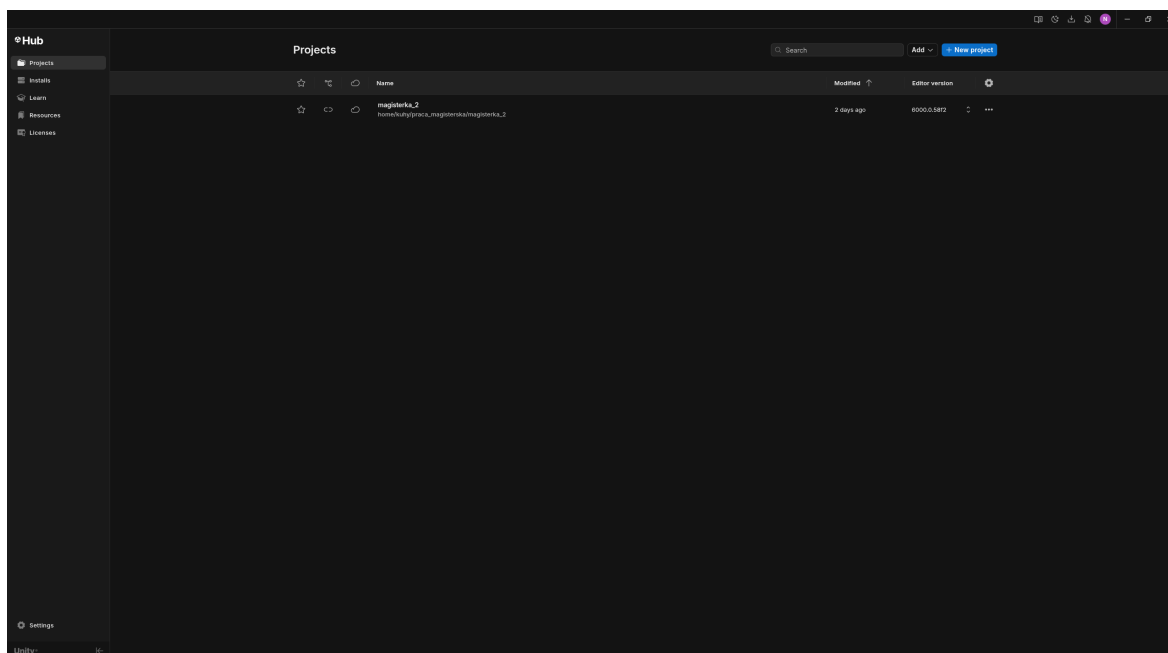 N
Hub
Projects
Installs
Learn
Resources
Licenses
Projects
Search
Add
+ New project
Name
Modified
Editor version
magisterka_2
home/kuhy/praca_magisterska/magisterka_2
2 days ago
6000.0.58f2
Settings
Unity